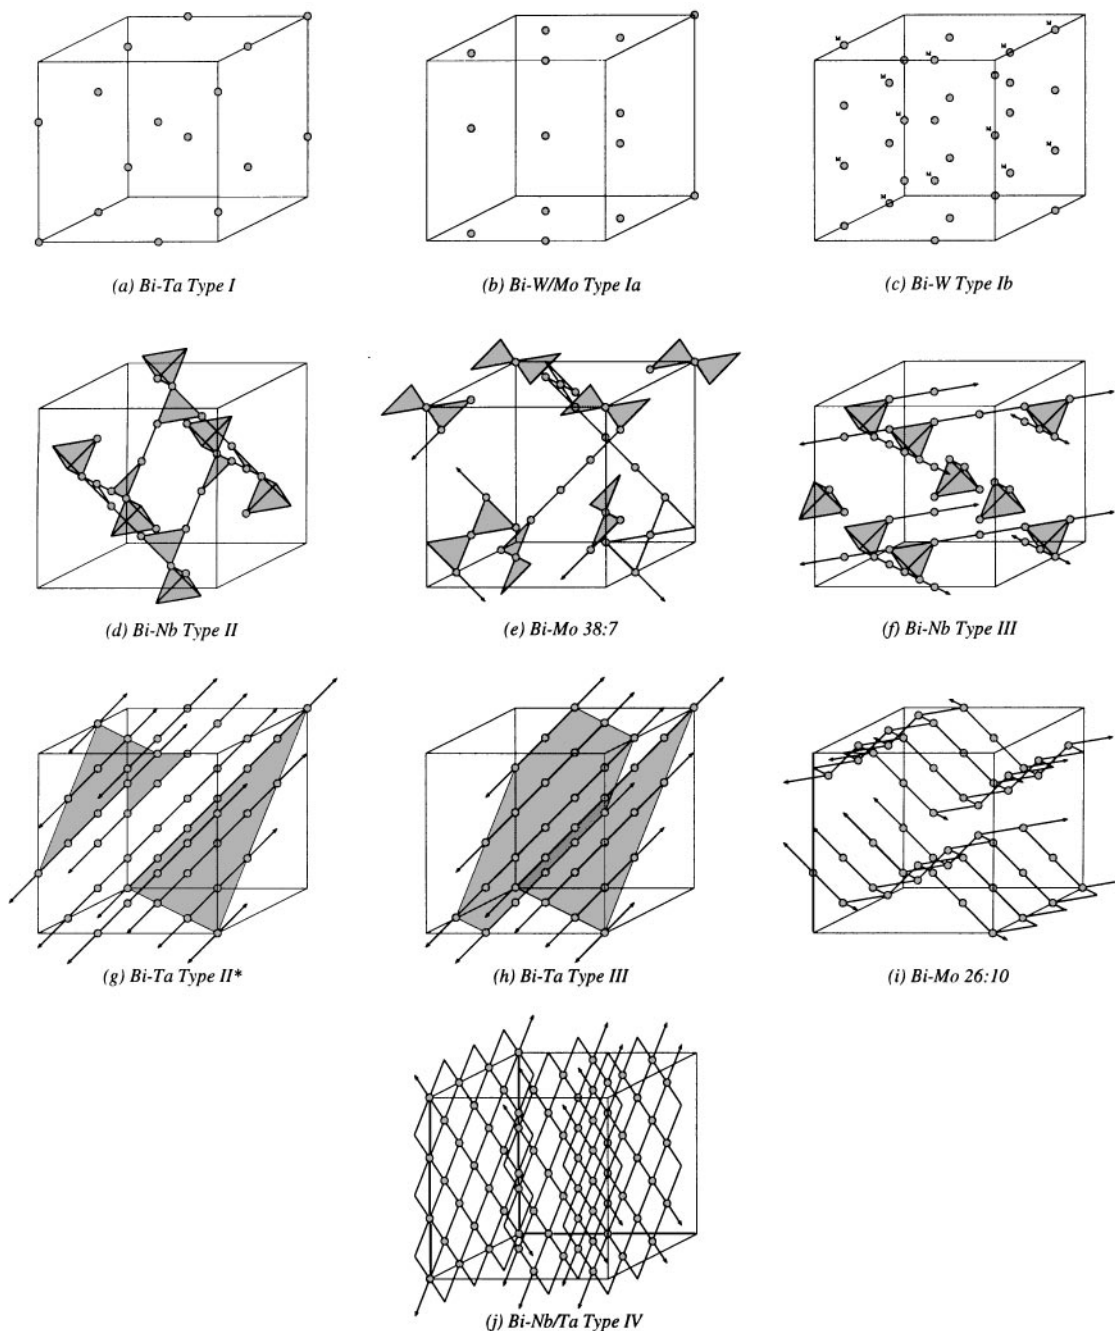 (a) Bi-Ta Type I
(b) Bi-W/Mo Type Ia
(c) Bi-W Type Ib
(d) Bi-Nb Type II
(e) Bi-Mo 38:7
(f) Bi-Nb Type III
(g) Bi-Ta Type II*
(h) Bi-Ta Type III
(i) Bi-Mo 26:10
(j) Bi-Nb/Ta Type IV